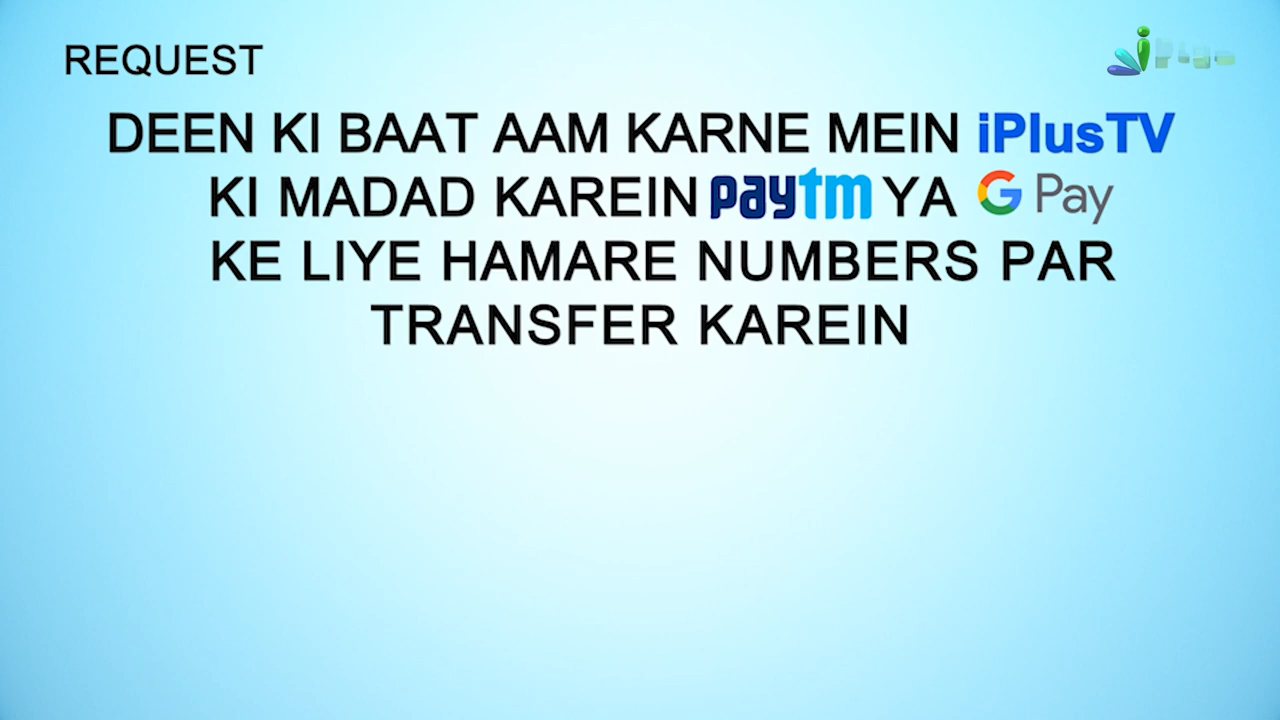 REQUEST
DEEN KI BAAT AAM KARNE MEIN iPlusTV
KI MADAD KAREIN paytm YA G Pay
KE LIYE HAMARE NUMBERS PAR
TRANSFER KAREIN